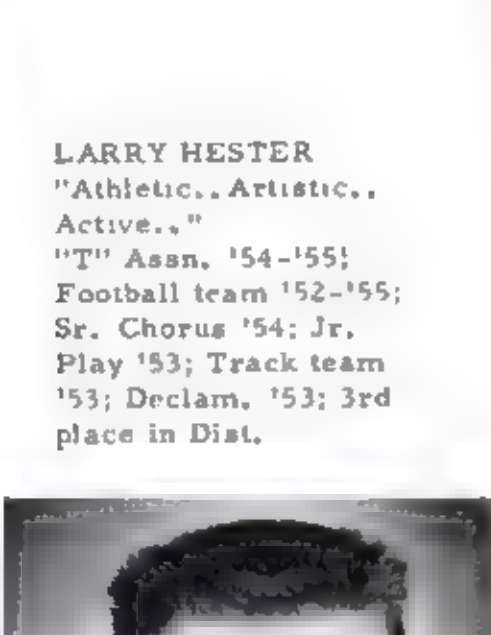 LARRY HESTER
"Athletic.. Artistic..
Active.."
"T" Assn. '54-'55;
Football team '52-'55;
Sr. Chorus '54; Jr.
Play '53; Track team
'53; Declam. '53; 3rd
place in Dist.